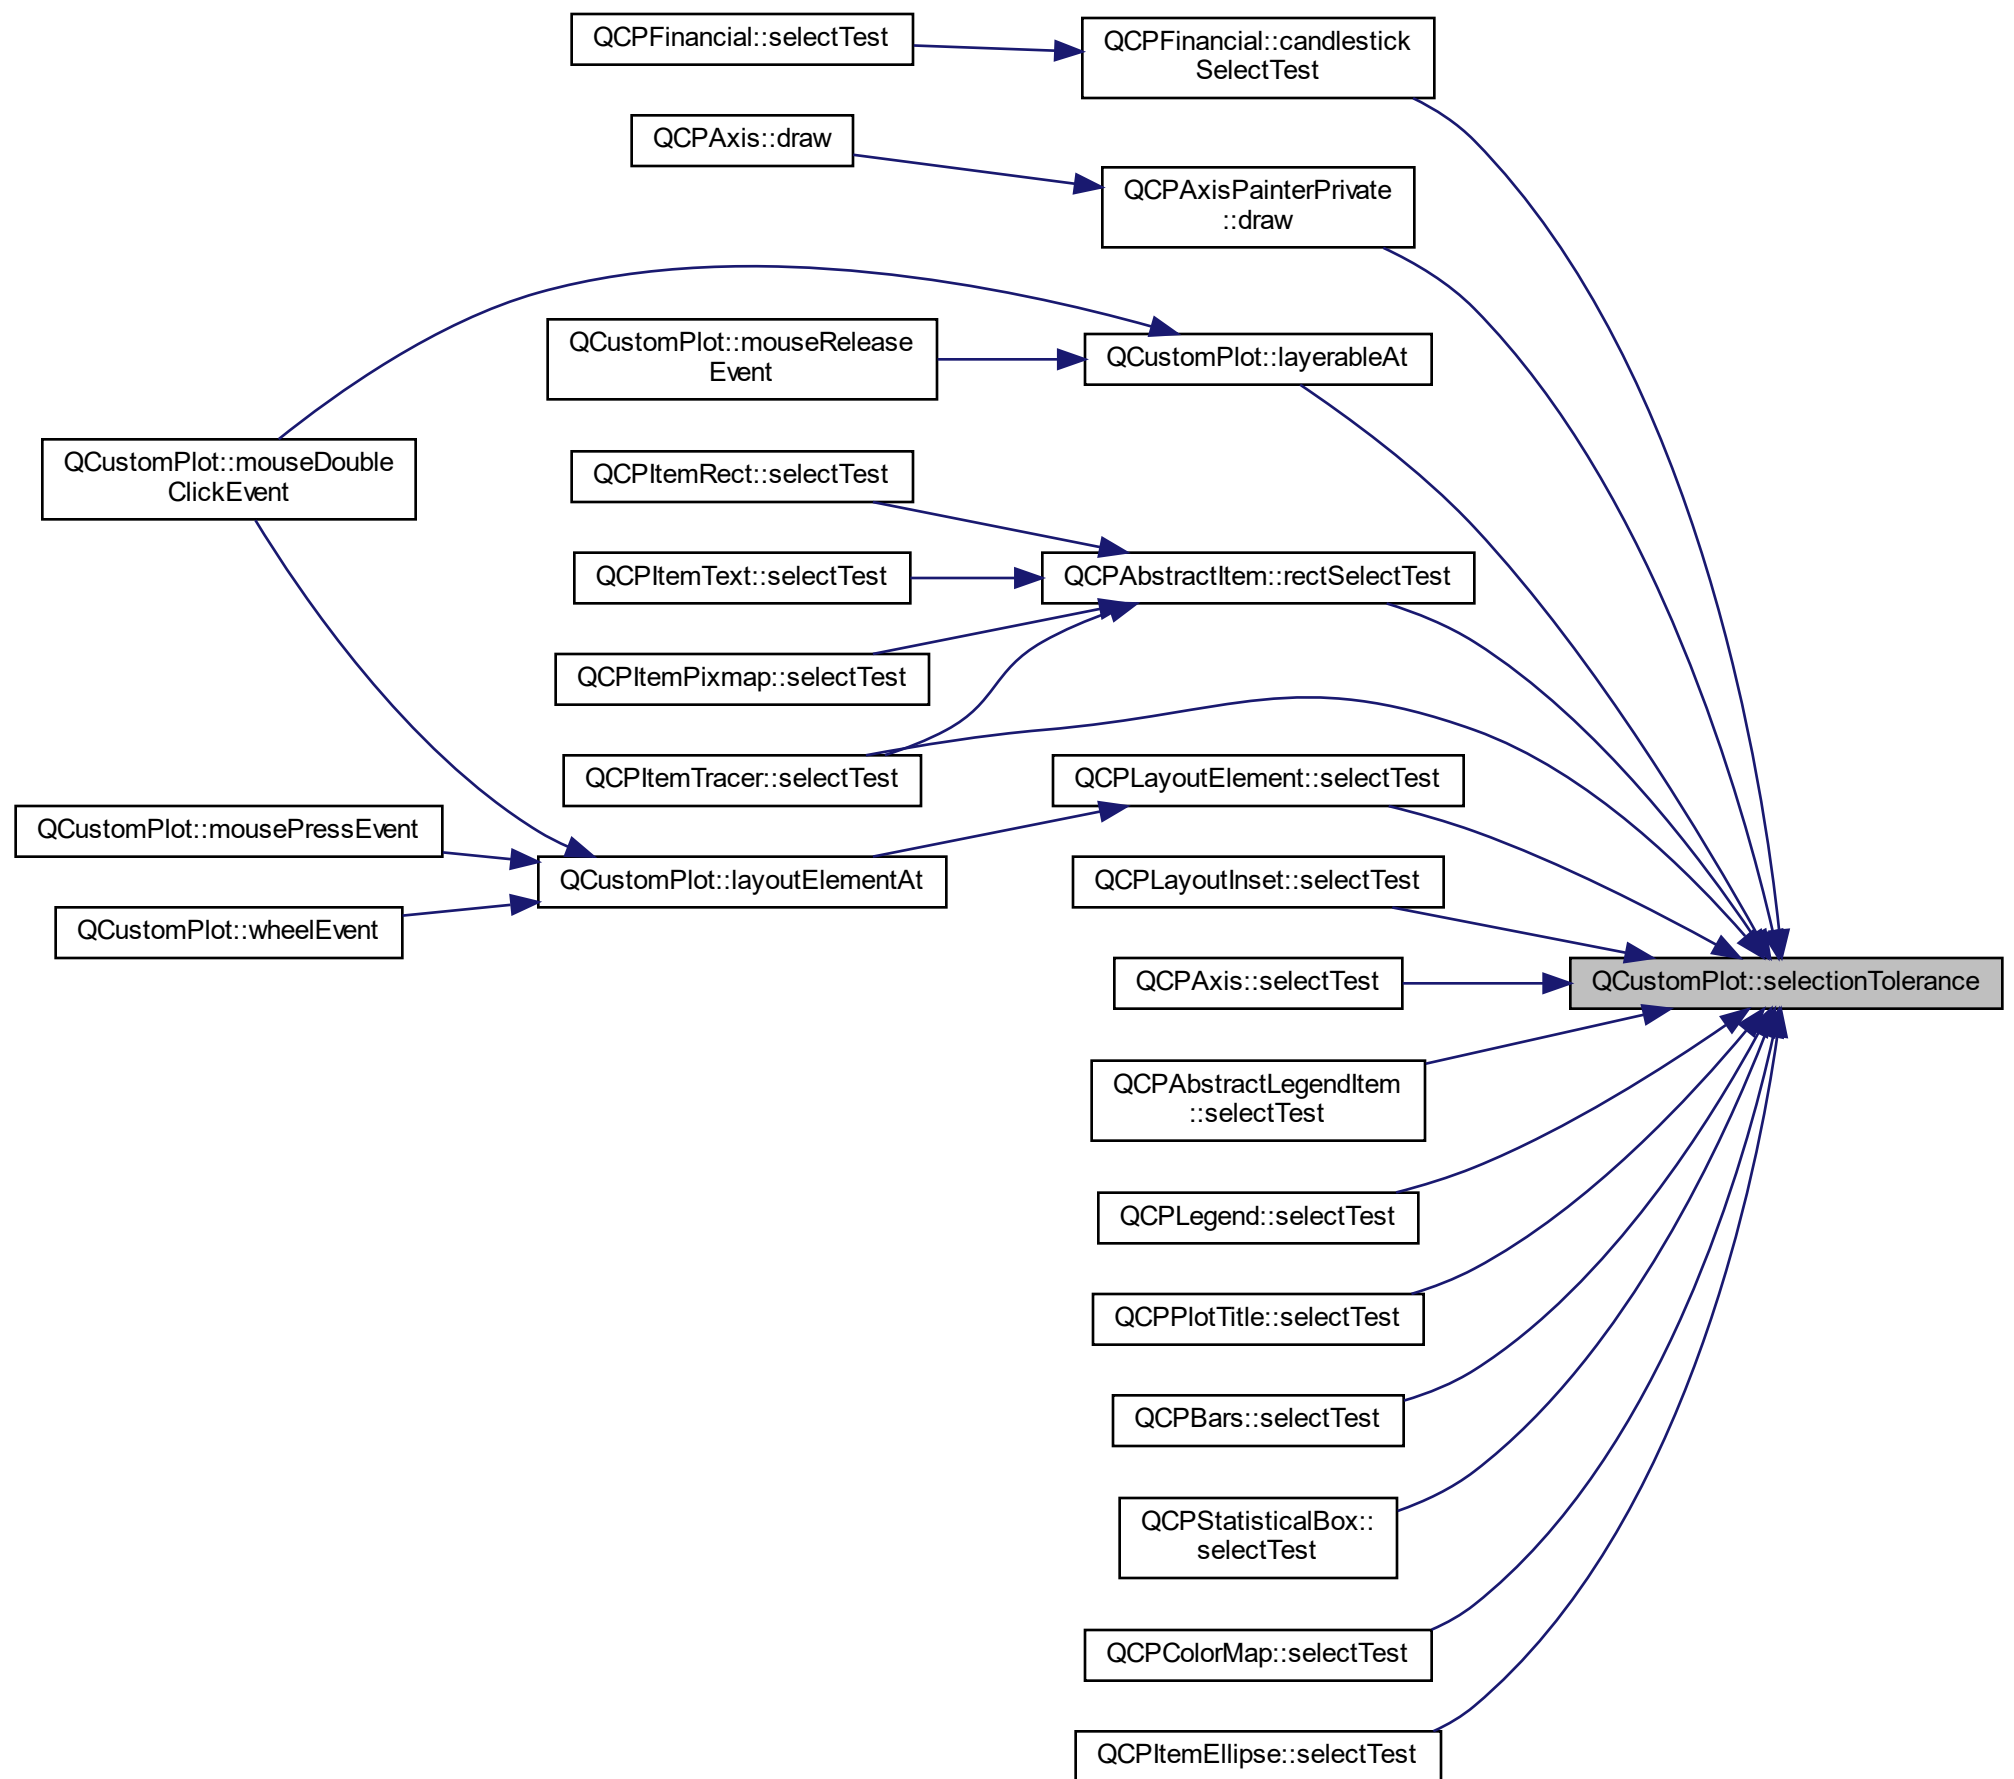 QCPFinancial::selectTest
QCPFinancial::candlestick
SelectTest
QCPAxis::draw
QCPAxisPainterPrivate
::draw
QCustomPlot::mouseRelease
Event
QCustomPlot::layerableAt
QCustomPlot::mouseDouble
ClickEvent
QCPItemRect::selectTest
QCPItemText::selectTest
QCPAbstractItem::rectSelectTest
QCPItemPixmap::selectTest
QCPItemTracer::selectTest
QCPLayoutElement::selectTest
QCustomPlot::mousePressEvent
QCustomPlot::layoutElementAt
QCPLayoutInset::selectTest
QCustomPlot::wheelEvent
QCPAxis::selectTest
QCustomPlot::selectionTolerance
QCPAbstractLegendItem
::selectTest
QCPLegend::selectTest
QCPPlotTitle::selectTest
QCPBars::selectTest
QCPStatisticalBox::
selectTest
QCPColorMap::selectTest
QCPItemEllipse::selectTest